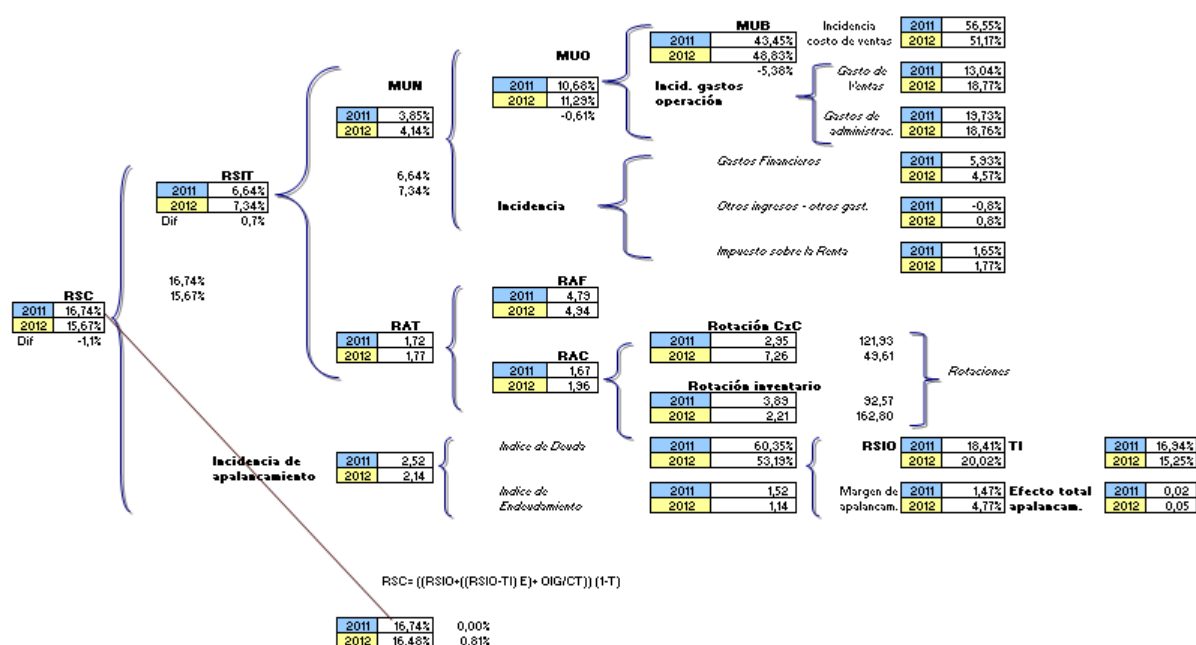 MUB
2011 43,45%
2012 48,83%
-5,38%
Incidencia costo de ventas
2011 56,55%
2012 51,17%
MUO
2011 10,68%
2012 11,29%
-0,61%
Incid. gastos operación
Gasto de Ventas
2011 13,04%
2012 18,77%
Gastos de administrac.
2011 19,73%
2012 18,76%
MUN
2011 3,85%
2012 4,14%
6,64%
7,34%
Incidencia
Gastos Financieros
2011 5,93%
2012 4,57%
Otros ingresos - otros gast.
2011 -0,8%
2012 0,8%
Impuesto sobre la Renta
2011 1,65%
2012 1,77%
RSIT
2011 6,64%
2012 7,34%
Dif 0,7%
16,74%
15,67%
RSC
2011 16,74%
2012 15,67%
Dif -1,1%
RAF
2011 4,79
2012 4,94
RAT
2011 1,72
2012 1,77
RAC
2011 1,67
2012 1,96
Rotación CxC
2011 2,95 121,93
2012 7,26 49,61
Rotaciones
Rotación inventario
2011 3,89 92,57
2012 2,21 162,80
Incidencia de apalancamiento
2011 2,52
2012 2,14
Indice de Deuda
2011 60,35%
2012 53,19%
RSIO
2011 18,41%
2012 20,02%
TI
2011 16,94%
2012 15,25%
Indice de Endeudamiento
2011 1,52
2012 1,14
Margen de apalancam.
2011 1,47%
2012 4,77%
Efecto total apalancam.
2011 0,02
2012 0,05
RSC= ((RSIO+((RSIO-TI) E)+ OIG/CT)) (1-T)
2011 16,74% 0,00%
2012 16,48% 0,81%